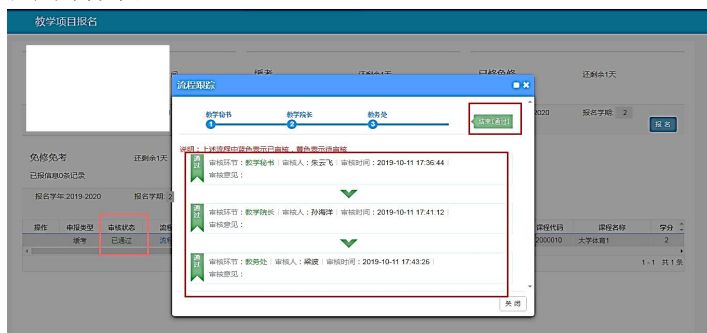 教学项目报名
缓考
还剩余1天
已修免修
还剩余1天
流程跟踪
教学秘书
教学院长
教务处
1
2
3
结束[通过]
2020
报名学期: 2
报 名
说明：上述流程中蓝色表示已审核，黄色表示待审核
免修免考
还剩余1天
已报信息0条记录
报名学年:2019-2020
报名学期: 2
通过
审核环节：教学秘书 | 审核人：朱云飞 | 审核时间：2019-10-11 17:36:44
审核意见：
通过
审核环节：教学院长 | 审核人：孙海洋 | 审核时间：2019-10-11 17:41:12
审核意见：
通过
审核环节：教务处 | 审核人：梁波 | 审核时间：2019-10-11 17:43:26
审核意见：
操作 申报类型 审核状态 流程
课程代码 课程名称 学分
缓考 已通过 流程
2000010 大学体育1 2
1 - 1 共 1 条
关 闭